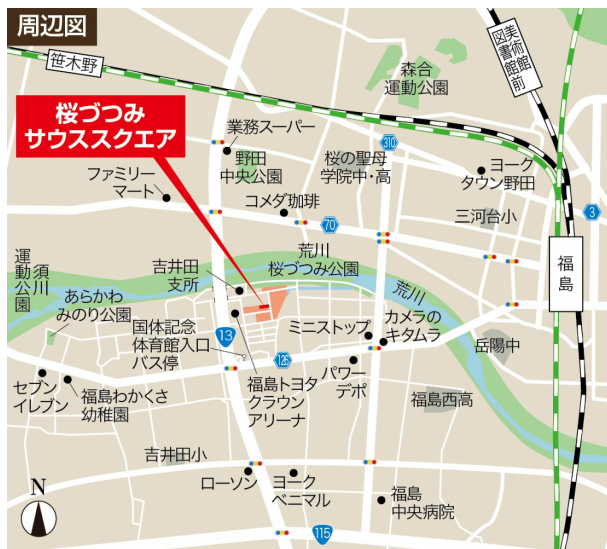 周辺図
笹木野
美術館
図書館前
森合
運動公園
桜づつみ
サウススクエア
業務スーパー
野田
中央公園
桜の聖母
学院中・高
310
ヨーク
タウン野田
ファミリー
マート
コメダ珈琲
三河台小
3
70
福島
荒川
桜づつみ公園
吉井田
支所
須川
運動公園
あらかわ
みのり公園
荒川
国体記念
体育館入口
バス停
13
ミニストップ
カメラの
キタムラ
岳陽中
126
セブン
イレブン
福島わかくさ
幼稚園
福島トヨタ
クラウン
アリーナ
パワー
デポ
福島西高
吉井田小
ローソン
ヨーク
ベニマル
福島
中央病院
N
115